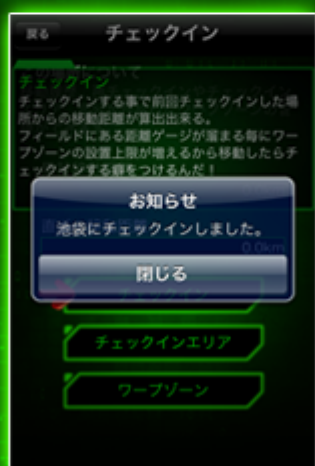 戻る
チェックイン
チェックイン
チェックインする事で前回チェックインした場
所からの移動距離が算出出来る。
フィールドにある距離ゲージが溜まる毎にワー
プゾーンの設置上限が増えるから移動したらチ
ェックインする癖をつけるんだ！
お知らせ
池袋にチェックインしました。
0.0km
閉じる
チェックイン
チェックインエリア
ワープゾーン